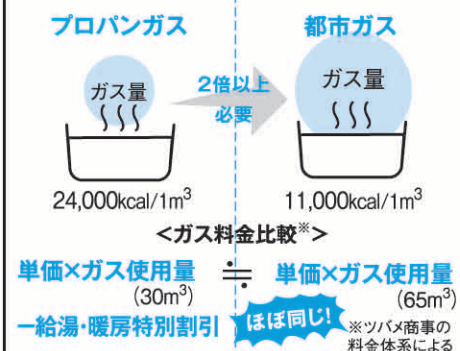 プロパンガス
都市ガス
ガス量
2倍以上
必要
ガス量
24,000kcal/1m³
11,000kcal/1m³
<ガス料金比較※>
単価×ガス使用量
(30m³)
≒
単価×ガス使用量
(65m³)
ー給湯・暖房特別割引
ほぼ同じ!
※ツバメ商事の
料金体系による